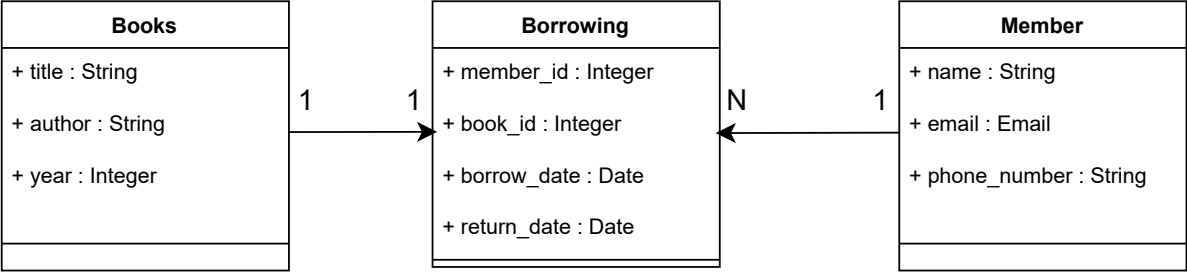 Books
+ title : String
+ author : String
+ year : Integer
1
1
Borrowing
+ member_id : Integer
+ book_id : Integer
+ borrow_date : Date
+ return_date : Date
N
1
Member
+ name : String
+ email : Email
+ phone_number : String